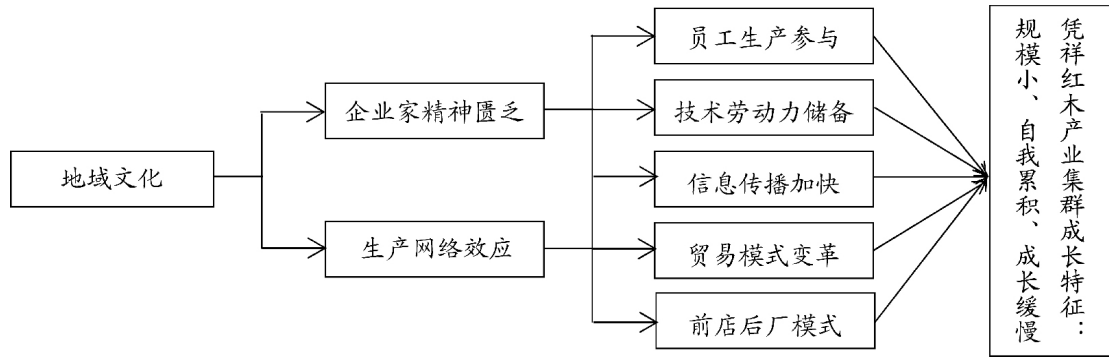 地域文化
企业家精神匮乏
生产网络效应
员工生产参与
技术劳动力储备
信息传播加快
贸易模式变革
前店后厂模式
凭祥红木产业集群成长特征：
规模小、自我累积、成长缓慢